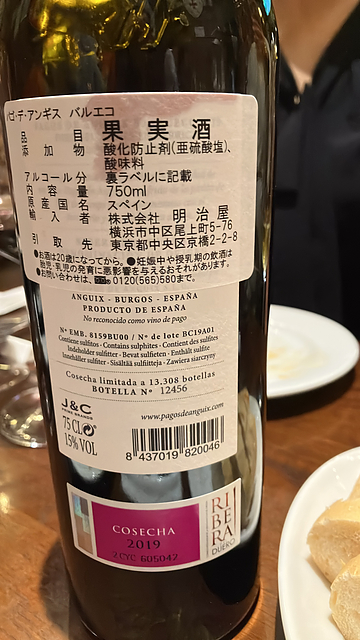 パゴ・デ・アンギス バルエコ
品目 果実酒
添加物 酸化防止剤(亜硫酸塩)、
酸味料
アルコール分 裏ラベルに記載
内容量 750ml
原産国名 スペイン
輸入者 株式会社 明治屋
横浜市中区尾上町5-76
引取先 東京都中央区京橋2-2-8
●お酒は20歳になってから。●妊娠中や授乳期の飲酒は
胎児・乳児の発育に悪影響を与えるおそれがあります。
●お問い合わせは、0120(565)580まで。
ANGUIX - BURGOS - ESPAÑA
PRODUCTO DE ESPAÑA
No reconocido como vino de pago
Nº EMB. 8159BU00 / Nº de lote BC19A01
Contiene sulfitos - Contains sulphites - Contient des sulfites
Indeholder sulfitter - Bevat sulfieten - Enthält sulfite
Innehåller sulfiter - Sisältää sulfiitteja - Zawiera siarczyny
Cosecha limitada a 13.308 botellas
BOTELLA Nº 12456
J&C
PRIME BRANDS
www.pagosdeanguix.com
75 CL℮
15% VOL
8 437019 820046
COSECHA
2019
2CYC 605042
RIBERA
DUERO